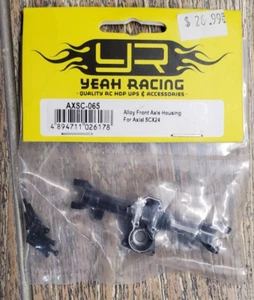 $ 20.99
YR
YEAH RACING
QUALITY RC HOP UPS & ACCESSORIES
AXSC-065
Alloy Front Axle Housing
For Axial SCX24
4 894711 026178